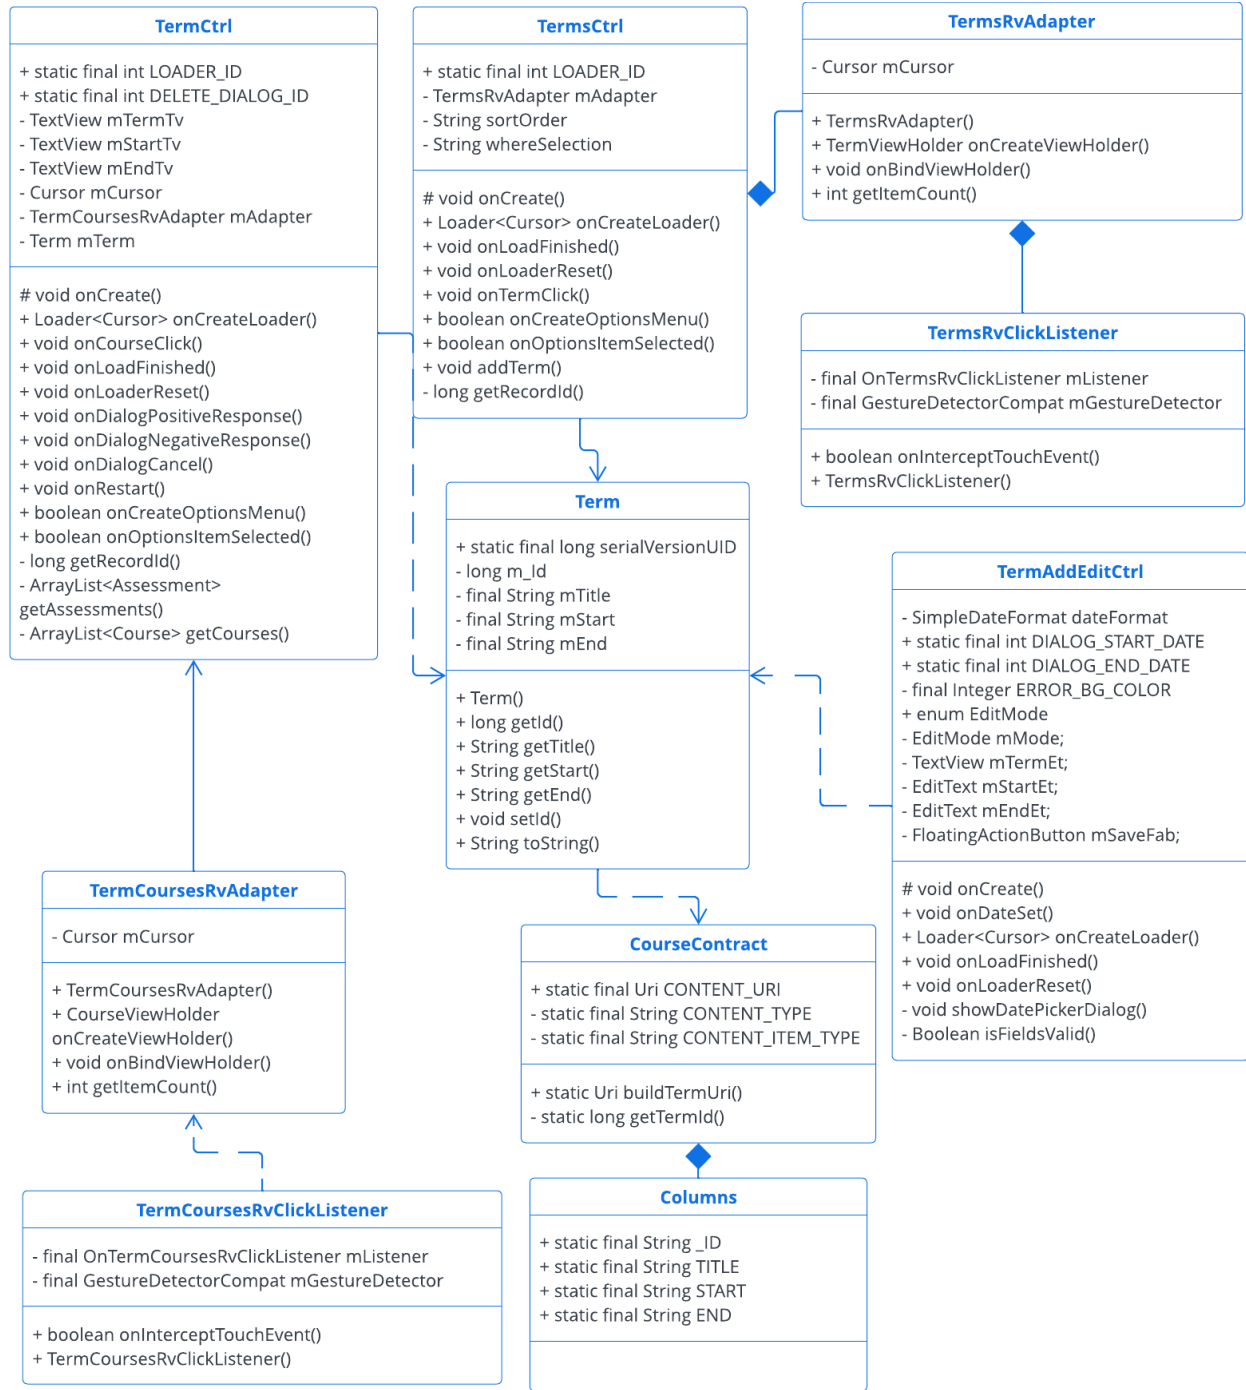 TermCtrl
+ static final int LOADER_ID
+ static final int DELETE_DIALOG_ID
- TextView mTermTv
- TextView mStartTv
- TextView mEndTv
- Cursor mCursor
- TermCoursesRvAdapter mAdapter
- Term mTerm
# void onCreate()
+ Loader<Cursor> onCreateLoader()
+ void onCourseClick()
+ void onLoadFinished()
+ void onLoaderReset()
+ void onDialogPositiveResponse()
+ void onDialogNegativeResponse()
+ void onDialogCancel()
+ void onRestart()
+ boolean onCreateOptionsMenu()
+ boolean onOptionsItemSelected()
- long getRecordId()
- ArrayList<Assessment>
getAssessments()
- ArrayList<Course> getCourses()
TermsCtrl
+ static final int LOADER_ID
- TermsRvAdapter mAdapter
- String sortOrder
- String whereSelection
# void onCreate()
+ Loader<Cursor> onCreateLoader()
+ void onLoadFinished()
+ void onLoaderReset()
+ void onTermClick()
+ boolean onCreateOptionsMenu()
+ boolean onOptionsItemSelected()
+ void addTerm()
- long getRecordId()
TermsRvAdapter
- Cursor mCursor
+ TermsRvAdapter()
+ TermViewHolder onCreateViewHolder()
+ void onBindViewHolder()
+ int getItemCount()
TermsRvClickListener
- final OnTermsRvClickListener mListener
- final GestureDetectorCompat mGestureDetector
+ boolean onInterceptTouchEvent()
+ TermsRvClickListener()
Term
+ static final long serialVersionUID
- long m_Id
- final String mTitle
- final String mStart
- final String mEnd
+ Term()
+ long getId()
+ String getTitle()
+ String getStart()
+ String getEnd()
+ void setId()
+ String toString()
TermAddEditCtrl
- SimpleDateFormat dateFormat
+ static final int DIALOG_START_DATE
+ static final int DIALOG_END_DATE
- final Integer ERROR_BG_COLOR
+ enum EditMode
- EditMode mMode;
- TextView mTermEt;
- EditText mStartEt;
- EditText mEndEt;
- FloatingActionButton mSaveFab;
# void onCreate()
+ void onDateSet()
+ Loader<Cursor> onCreateLoader()
+ void onLoadFinished()
+ void onLoaderReset()
- void showDatePickerDialog()
- Boolean isFieldsValid()
TermCoursesRvAdapter
- Cursor mCursor
+ TermCoursesRvAdapter()
+ CourseViewHolder
onCreateViewHolder()
+ void onBindViewHolder()
+ int getItemCount()
CourseContract
+ static final Uri CONTENT_URI
- static final String CONTENT_TYPE
- static final String CONTENT_ITEM_TYPE
+ static Uri buildTermUri()
- static long getTermId()
TermCoursesRvClickListener
- final OnTermCoursesRvClickListener mListener
- final GestureDetectorCompat mGestureDetector
+ boolean onInterceptTouchEvent()
+ TermCoursesRvClickListener()
Columns
+ static final String _ID
+ static final String TITLE
+ static final String START
+ static final String END